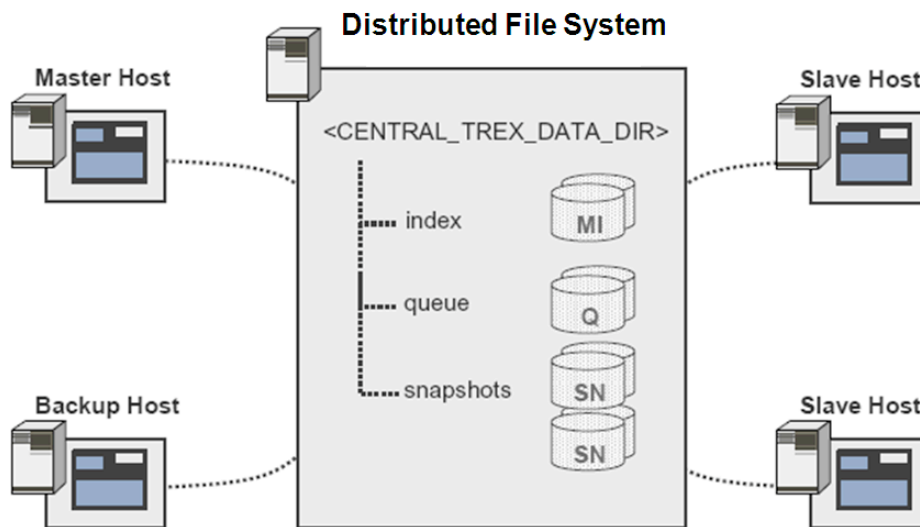 Distributed File System
Master Host
Slave Host
<CENTRAL_TREX_DATA_DIR>
index
MI
queue
Q
Backup Host
snapshots
SN
Slave Host
SN